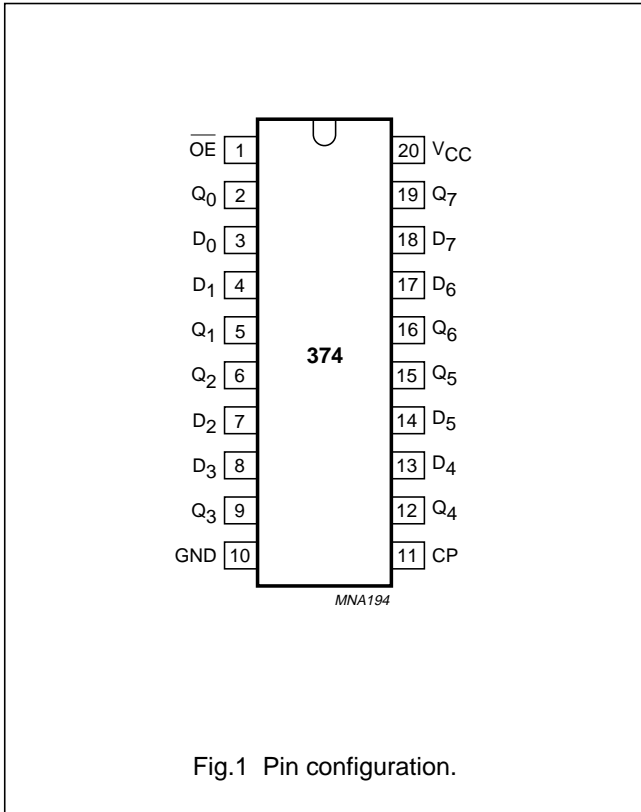 OE 1 20 VCC
Q0 2 19 Q7
D0 3 18 D7
D1 4 17 D6
Q1 5 16 Q6
374
Q2 6 15 Q5
D2 7 14 D5
D3 8 13 D4
Q3 9 12 Q4
GND 10 11 CP
MNA194
Fig.1 Pin configuration.